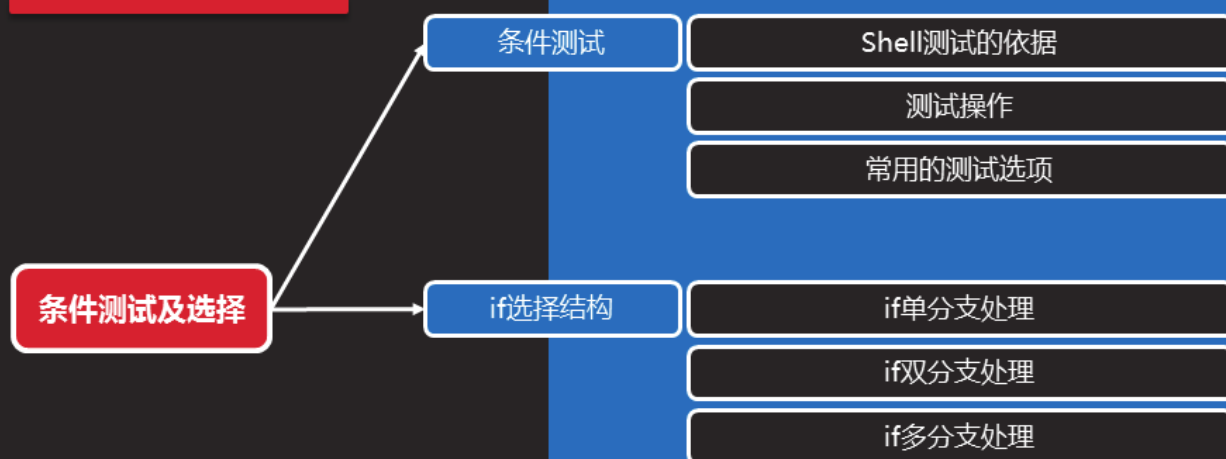 条件测试
Shell测试的依据
测试操作
常用的测试选项
条件测试及选择
if选择结构
if单分支处理
if双分支处理
if多分支处理